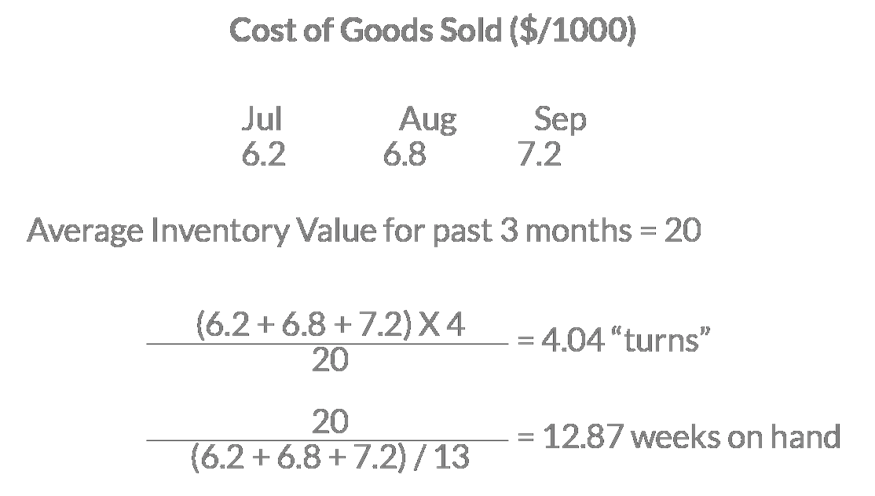 Cost of Goods Sold ($/1000)
Jul Aug Sep
6.2 6.8 7.2
Average Inventory Value for past 3 months = 20
(6.2 + 6.8 + 7.2) X 4
20
= 4.04 “turns”
20
(6.2 + 6.8 + 7.2) / 13
= 12.87 weeks on hand